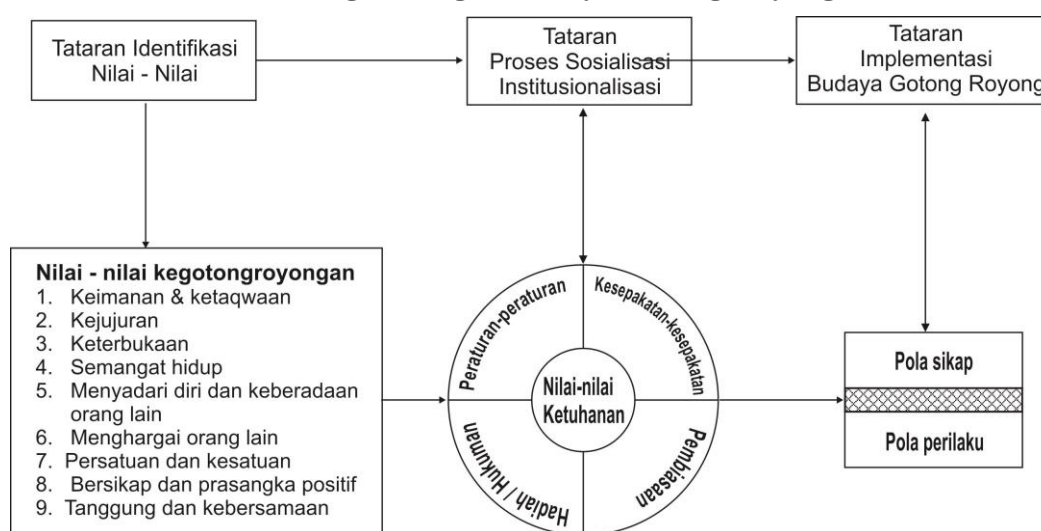 Tataran Identifikasi
Nilai - Nilai
Tataran
Proses Sosialisasi
Institusionalisasi
Tataran
Implementasi
Budaya Gotong Royong
Nilai - nilai kegotongroyongan
1. Keimanan & ketaqwaan
2. Kejujuran
3. Keterbukaan
4. Semangat hidup
5. Menyadari diri dan keberadaan
orang lain
6. Menghargai orang lain
7. Persatuan dan kesatuan
8. Bersikap dan prasangka positif
9. Tanggung dan kebersamaan
Peraturan-peraturan
Kesepakatan-kesepakatan
Nilai-nilai
Ketuhanan
Hadiah / Hukuman
Pembiasaan
Pola sikap
Pola perilaku